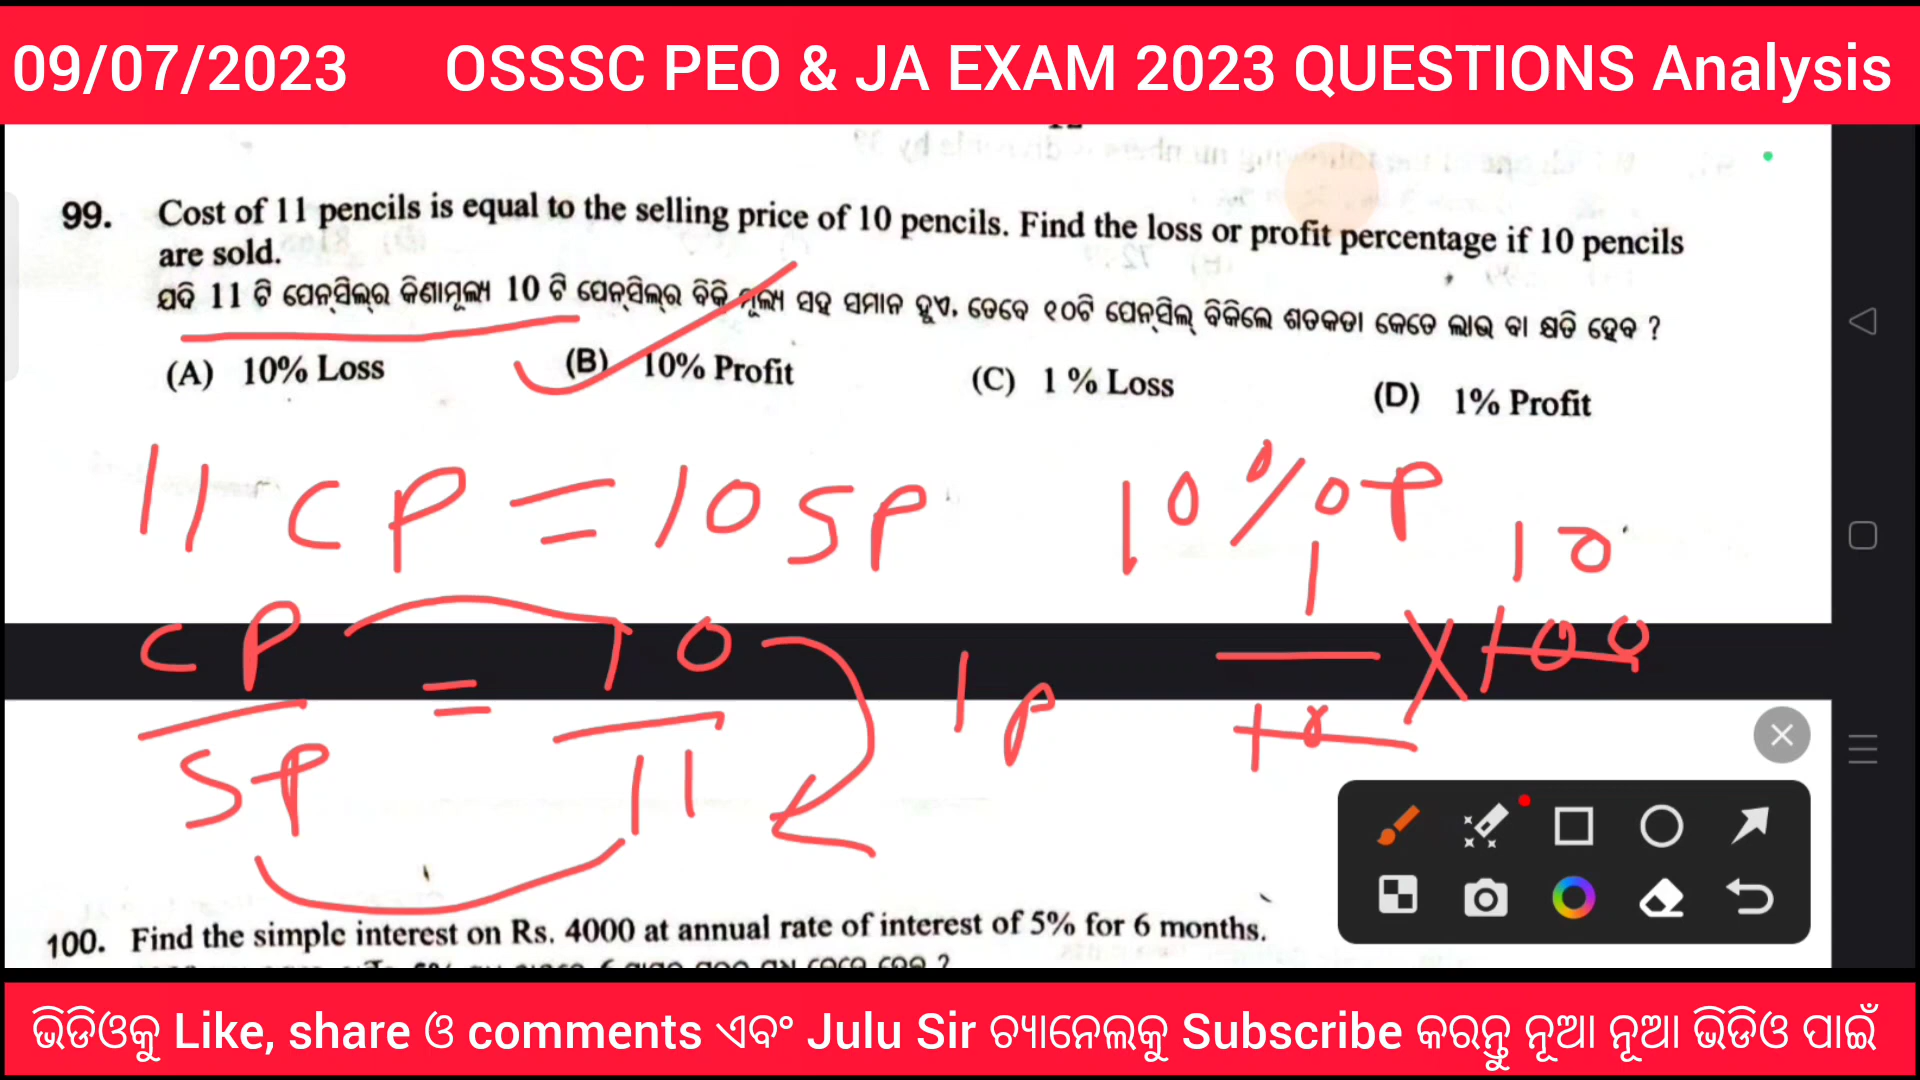 09/07/2023 OSSSC PEO & JA EXAM 2023 QUESTIONS Analysis
99. Cost of 11 pencils is equal to the selling price of 10 pencils. Find the loss or profit percentage if 10 pencils
are sold.
ଯଦି 11 ଟି ପେନ୍‌ସିଲ୍‌ର କିଣାମୂଲ୍ୟ 10 ଟି ପେନ୍‌ସିଲ୍‌ର ବିକି ମୂଲ୍ୟ ସହ ସମାନ ହୁଏ, ତେବେ ୧୦ଟି ପେନ୍‌ସିଲ୍ ବିକିଲେ ଶତକଡା କେତେ ଲାଭ ବା କ୍ଷତି ହେବ ?
(A) 10% Loss (B) 10% Profit (C) 1 % Loss (D) 1% Profit
11 CP = 10 SP 10% P
1 10
CP = 10 1P X 100
SP 11 10
100. Find the simple interest on Rs. 4000 at annual rate of interest of 5% for 6 months.
ଭିଡିଓକୁ Like, share ଓ comments ଏବଂ Julu Sir ଚ୍ୟାନେଲକୁ Subscribe କରନ୍ତୁ ନୂଆ ନୂଆ ଭିଡିଓ ପାଇଁ